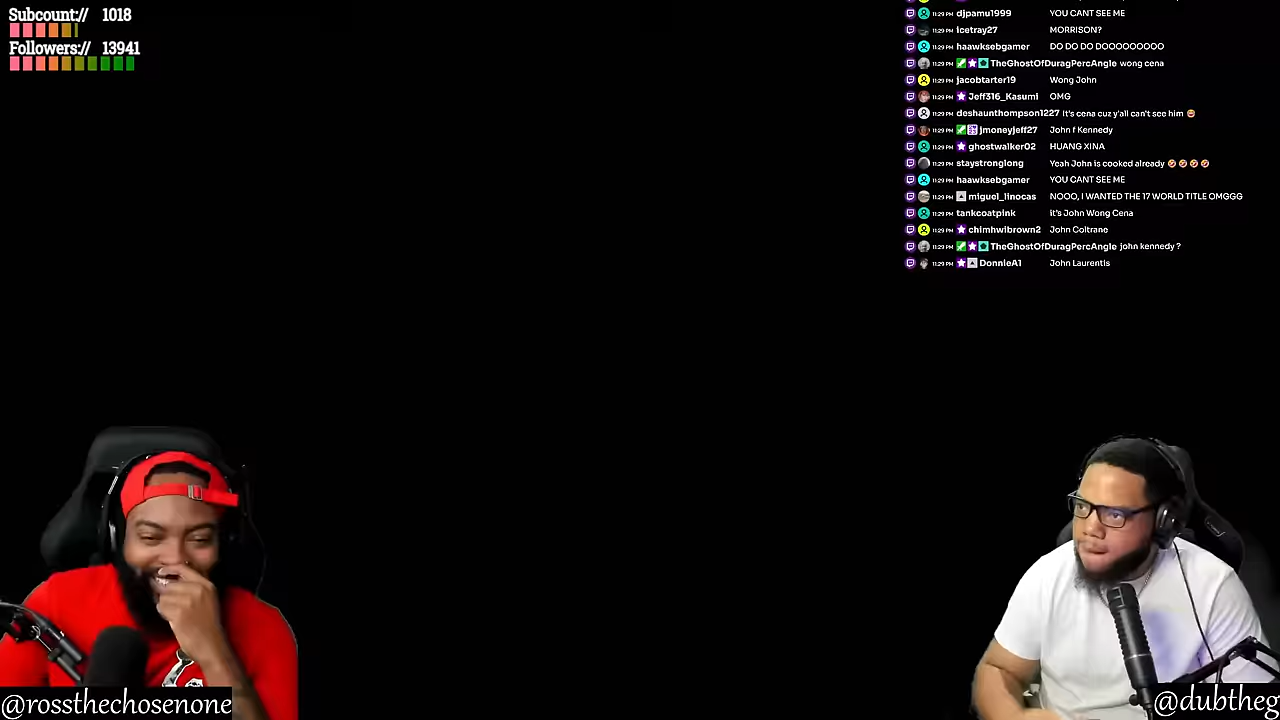 Subcount:// 1018
Followers:// 13941
11:29 PM djpamu1999 YOU CANT SEE ME
11:29 PM icetray27 MORRISON?
11:29 PM haawksebgamer DO DO DO DOOOOOOOOO
11:29 PM TheGhostOfDuragPercAngle wong cena
11:29 PM jacobtarter19 Wong John
11:29 PM Jeff316_Kasumi OMG
11:29 PM deshaunthompson1227 It's cena cuz y'all can't see him 😆
11:29 PM jmoneyjeff27 John f Kennedy
11:29 PM ghostwalker02 HUANG XINA
11:29 PM staystronglong Yeah John is cooked already 🤣🤣🤣🤣
11:29 PM haawksebgamer YOU CANT SEE ME
11:29 PM miguel_linocas NOOO, I WANTED THE 17 WORLD TITLE OMGGG
11:29 PM tankcoatpink it's John Wong Cena
11:29 PM chimhwibrown2 John Coltrane
11:29 PM TheGhostOfDuragPercAngle john kennedy ?
11:29 PM DonnieA1 John Laurentis
@rossthechosenone
@dubtheg